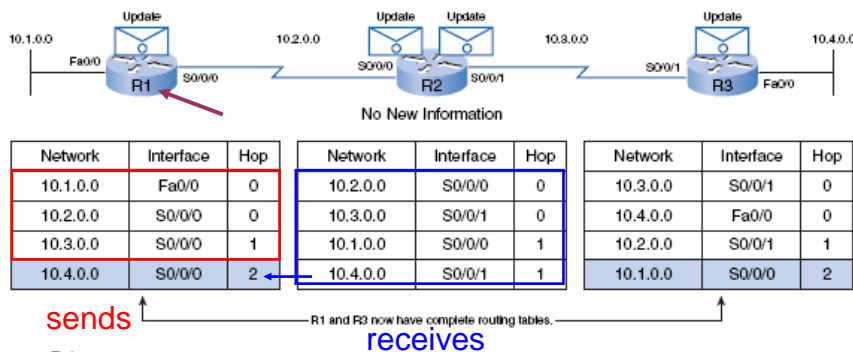 Update Update Update Update
10.1.0.0 10.2.0.0 10.3.0.0 10.4.0.0
Fa0/0 R1 S0/0/0 S0/0/0 R2 S0/0/1 S0/0/1 R3 Fa0/0
No New Information
Network Interface Hop
10.1.0.0 Fa0/0 0
10.2.0.0 S0/0/0 0
10.3.0.0 S0/0/0 1
10.4.0.0 S0/0/0 2
Network Interface Hop
10.2.0.0 S0/0/0 0
10.3.0.0 S0/0/1 0
10.1.0.0 S0/0/0 1
10.4.0.0 S0/0/1 1
Network Interface Hop
10.3.0.0 S0/0/1 0
10.4.0.0 Fa0/0 0
10.2.0.0 S0/0/1 1
10.1.0.0 S0/0/0 2
sends
R1 and R3 now have complete routing tables.
receives